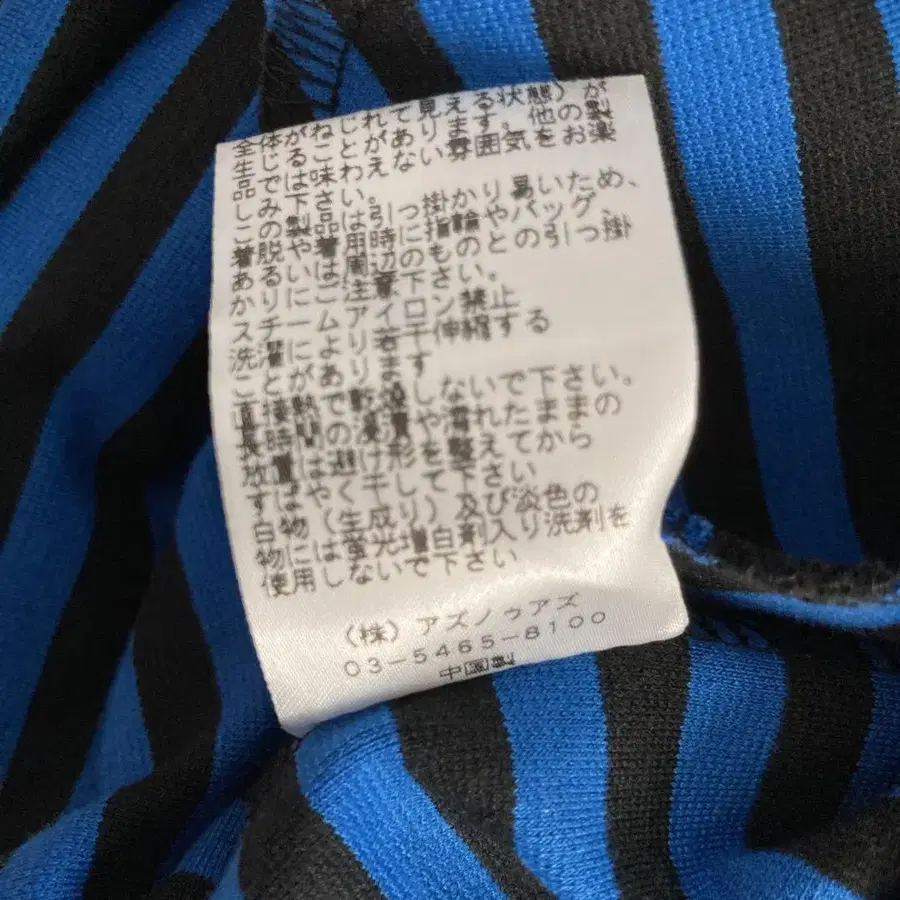 全体がねじれて見える状態）が
生じることがあります。他の製
品では味わえない雰囲気をお楽
しみ下さい。
この製品は引っ掛かり易いため、
着脱や着用時に指輪やバッグ、
あるいは周辺のものとの引っ掛
かりにご注意下さい。
スチームアイロン禁止
洗濯により若干伸縮する
ことがあります
直接熱で乾燥しないで下さい。
長時間の浸漬や濡れたままの
放置は避け形を整えてから
すばやく干して下さい
白物（生成り）及び淡色の
物には蛍光増白剤入り洗剤を
使用しないで下さい
（株）アズノゥアズ
03-5465-8100
中国製